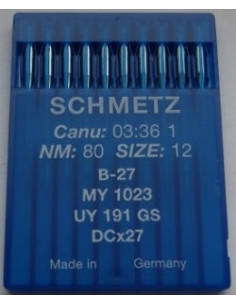 SCHMETZ
Canu: 03:36 1
NM: 80 SIZE: 12
B-27
MY 1023
UY 191 GS
DCx27
Made in Germany